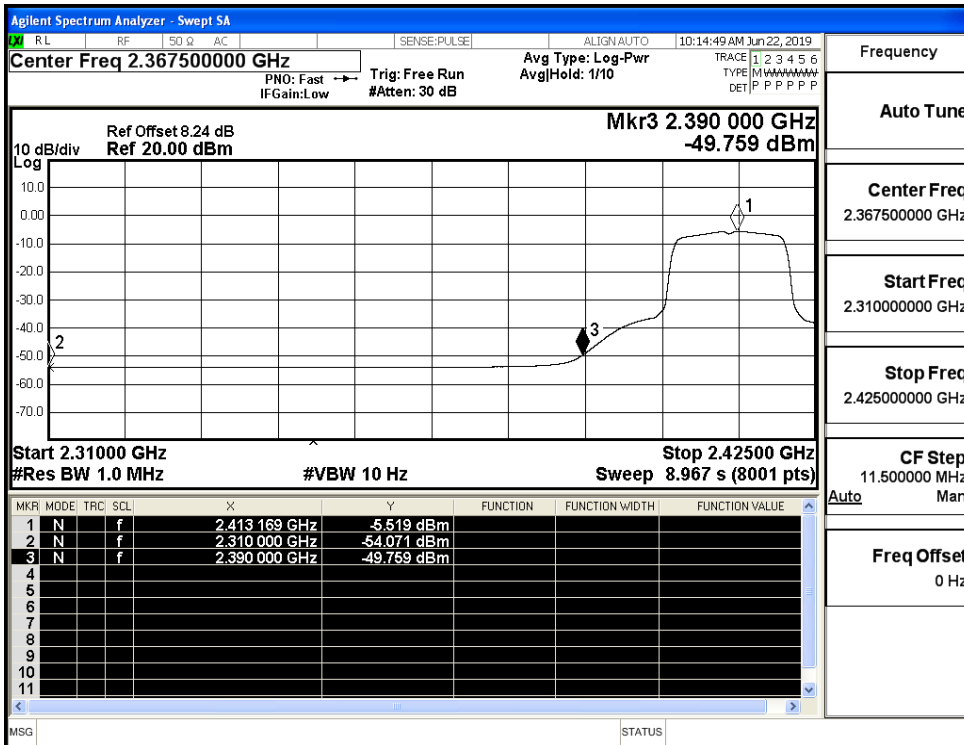 Agilent Spectrum Analyzer - Swept SA
LXI RL RF 50 Ω AC SENSE:PULSE ALIGN AUTO 10:14:49 AM Jun 22, 2019
Center Freq 2.367500000 GHz
PNO: Fast
IFGain:Low
Trig: Free Run
#Atten: 30 dB
Avg Type: Log-Pwr
Avg|Hold: 1/10
TRACE 1 2 3 4 5 6
TYPE M WWWWW
DET P P P P P P
Mkr3 2.390 000 GHz
-49.759 dBm
Ref Offset 8.24 dB
10 dB/div Ref 20.00 dBm
Log
10.0
0.00
-10.0
-20.0
-30.0
-40.0
-50.0
-60.0
-70.0
1
2
3
Start 2.31000 GHz Stop 2.42500 GHz
#Res BW 1.0 MHz #VBW 10 Hz Sweep 8.967 s (8001 pts)
MKR MODE TRC SCL X Y FUNCTION FUNCTION WIDTH FUNCTION VALUE
1 N f 2.413 169 GHz -5.519 dBm
2 N f 2.310 000 GHz -54.071 dBm
3 N f 2.390 000 GHz -49.759 dBm
4
5
6
7
8
9
10
11
MSG STATUS
Frequency
Auto Tune
Center Freq
2.367500000 GHz
Start Freq
2.310000000 GHz
Stop Freq
2.425000000 GHz
CF Step
11.500000 MHz
Auto Man
Freq Offset
0 Hz